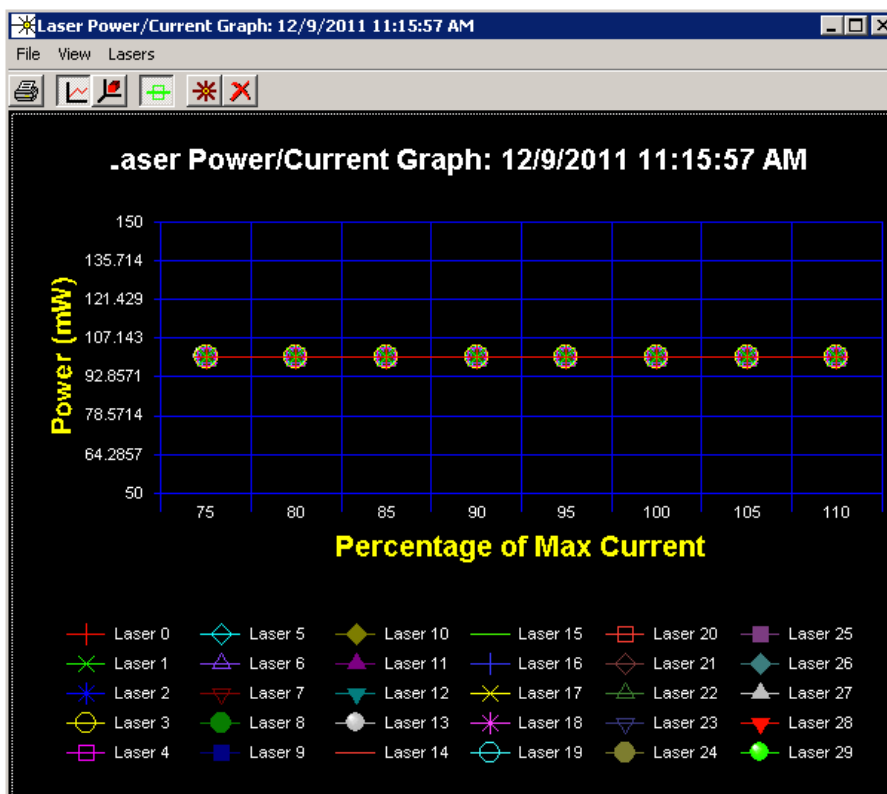 Laser Power/Current Graph: 12/9/2011 11:15:57 AM
File View Lasers
Laser Power/Current Graph: 12/9/2011 11:15:57 AM
150
135.714
121.429
107.143
92.8571
78.5714
64.2857
50
Power (mW)
75 80 85 90 95 100 105 110
Percentage of Max Current
Laser 0 Laser 5 Laser 10 Laser 15 Laser 20 Laser 25
Laser 1 Laser 6 Laser 11 Laser 16 Laser 21 Laser 26
Laser 2 Laser 7 Laser 12 Laser 17 Laser 22 Laser 27
Laser 3 Laser 8 Laser 13 Laser 18 Laser 23 Laser 28
Laser 4 Laser 9 Laser 14 Laser 19 Laser 24 Laser 29